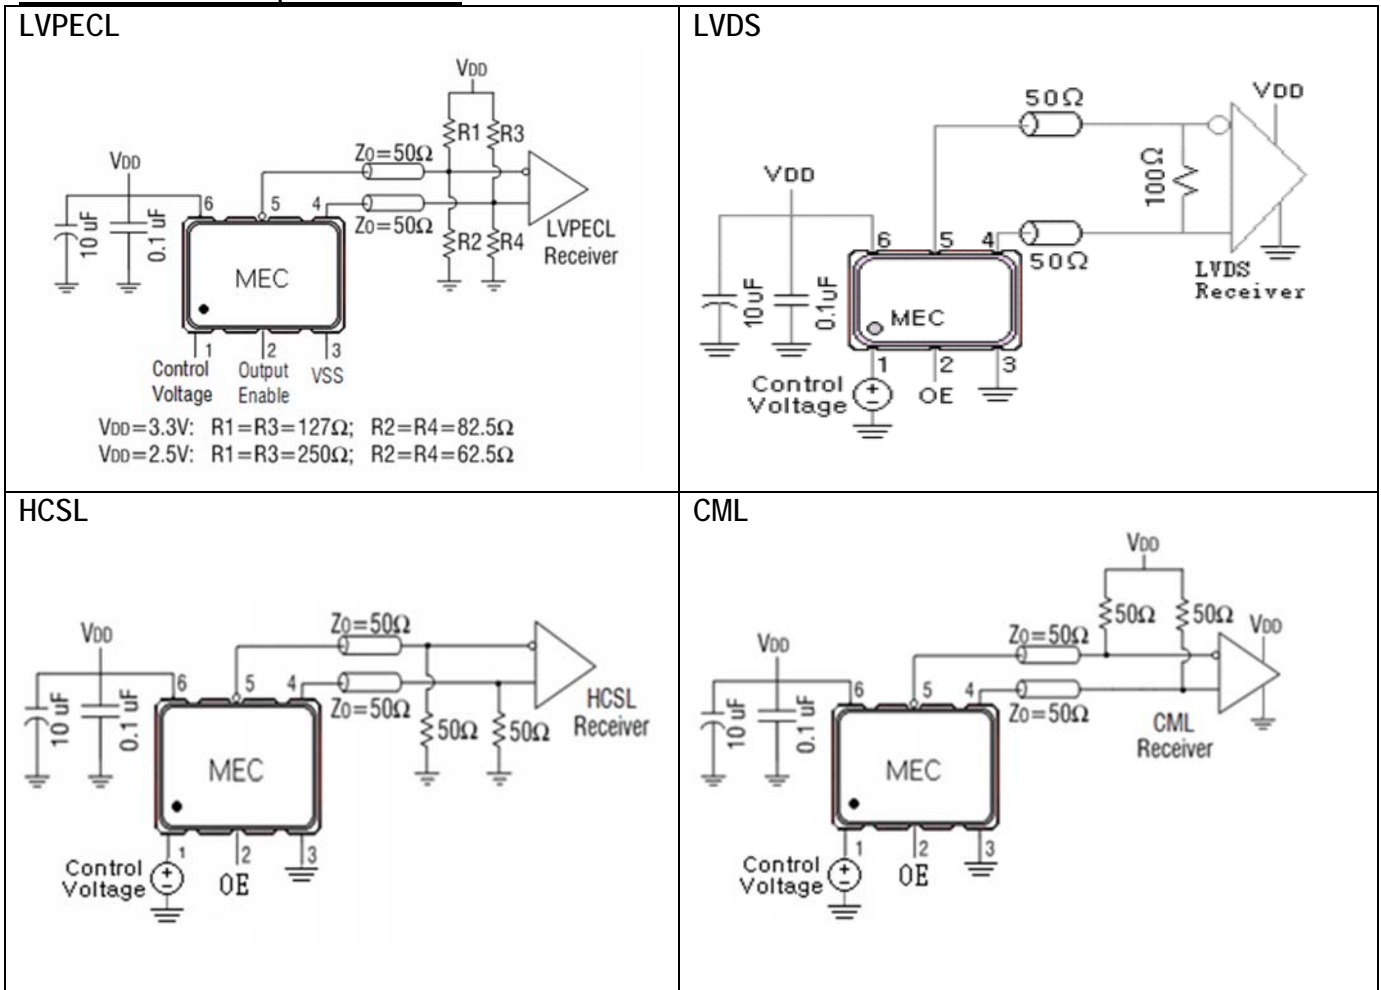 LVPECL
VDD
R1 R3
Z0=50Ω
VDD
6 5 4
Z0=50Ω
10 uF
0.1 uF
R2 R4
LVPECL
Receiver
MEC
1 2 3
Control
Voltage
Output
Enable
VSS
VDD=3.3V: R1=R3=127Ω; R2=R4=82.5Ω
VDD=2.5V: R1=R3=250Ω; R2=R4=62.5Ω
LVDS
50Ω
VDD
100Ω
VDD
6 5 4
50Ω
LVDS
Receiver
10uF
0.1uF
MEC
1 2 3
Control
Voltage
OE
HCSL
Z0=50Ω
VDD
6 5 4
Z0=50Ω
HCSL
Receiver
10 uF
0.1 uF
50Ω 50Ω
MEC
1 2 3
Control
Voltage
OE
CML
VDD
50Ω 50Ω
VDD
Z0=50Ω
VDD
6 5 4
Z0=50Ω
CML
Receiver
10 uF
0.1 uF
MEC
1 2 3
Control
Voltage
OE